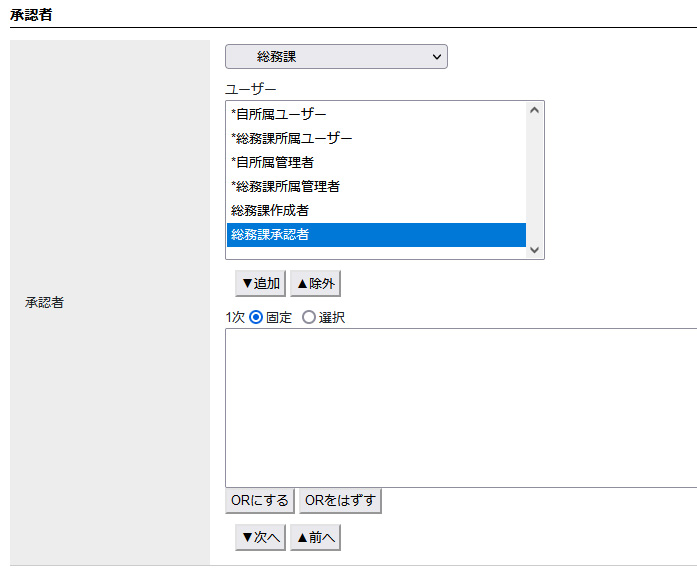 承認者
総務課
ユーザー
*自所属ユーザー
*総務課所属ユーザー
*自所属管理者
*総務課所属管理者
総務課作成者
総務課承認者
▼追加 ▲除外
承認者
1次 固定 選択
ORにする ORをはずす
▼次へ ▲前へ